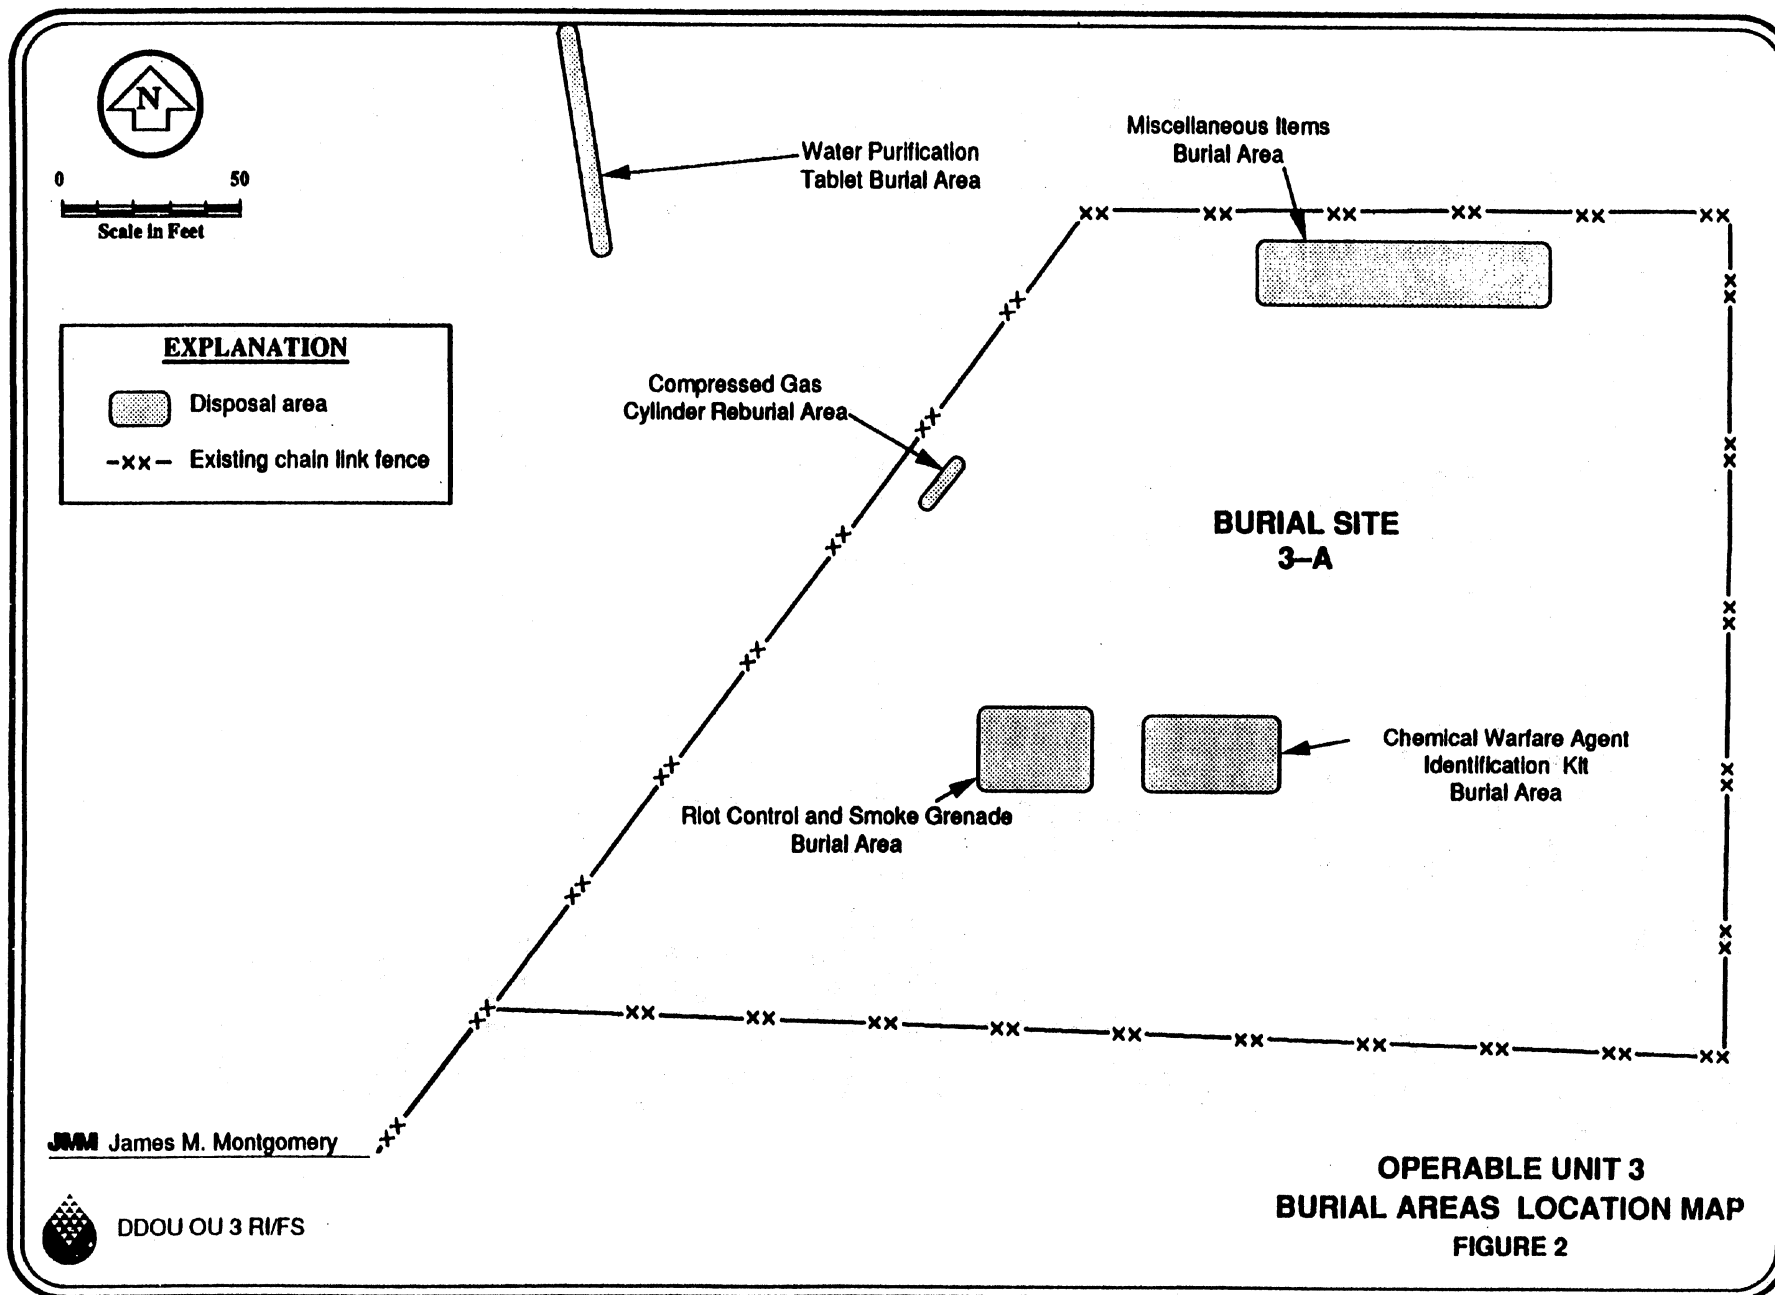 N
0 50
Scale in Feet
Water Purification
Tablet Burial Area
Miscellaneous Items
Burial Area
EXPLANATION
Disposal area
-xx- Existing chain link fence
Compressed Gas
Cylinder Reburial Area
BURIAL SITE
3-A
Riot Control and Smoke Grenade
Burial Area
Chemical Warfare Agent
Identification Kit
Burial Area
JMM James M. Montgomery
DDOU OU 3 RI/FS
OPERABLE UNIT 3
BURIAL AREAS LOCATION MAP
FIGURE 2